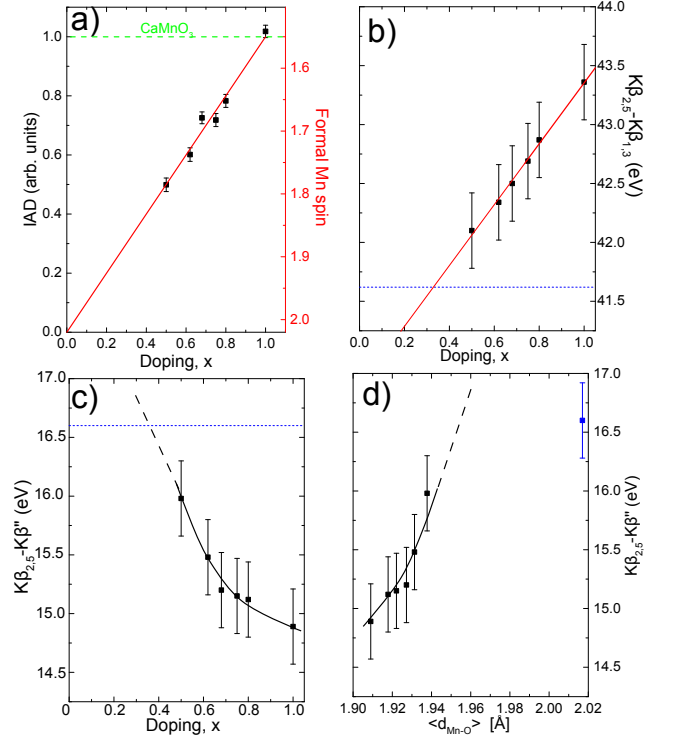 a)
CaMnO3
IAD (arb. units)
1.0
0.8
0.6
0.4
0.2
0.0
1.6
1.7
1.8
1.9
2.0
Formal Mn spin
0.0 0.2 0.4 0.6 0.8 1.0
Doping, x
b)
43.5
43.0
42.5
42.0
41.5
Kβ2,5-Kβ1,3 (eV)
0.0 0.2 0.4 0.6 0.8 1.0
Doping, x
c)
Kβ2,5-Kβ" (eV)
17.0
16.5
16.0
15.5
15.0
14.5
0 0.2 0.4 0.6 0.8 1.0
Doping, x
d)
17.0
16.5
16.0
15.5
15.0
14.5
Kβ2,5-Kβ" (eV)
1.90 1.92 1.94 1.96 1.98 2.00 2.02
<dMn-O> [Å]